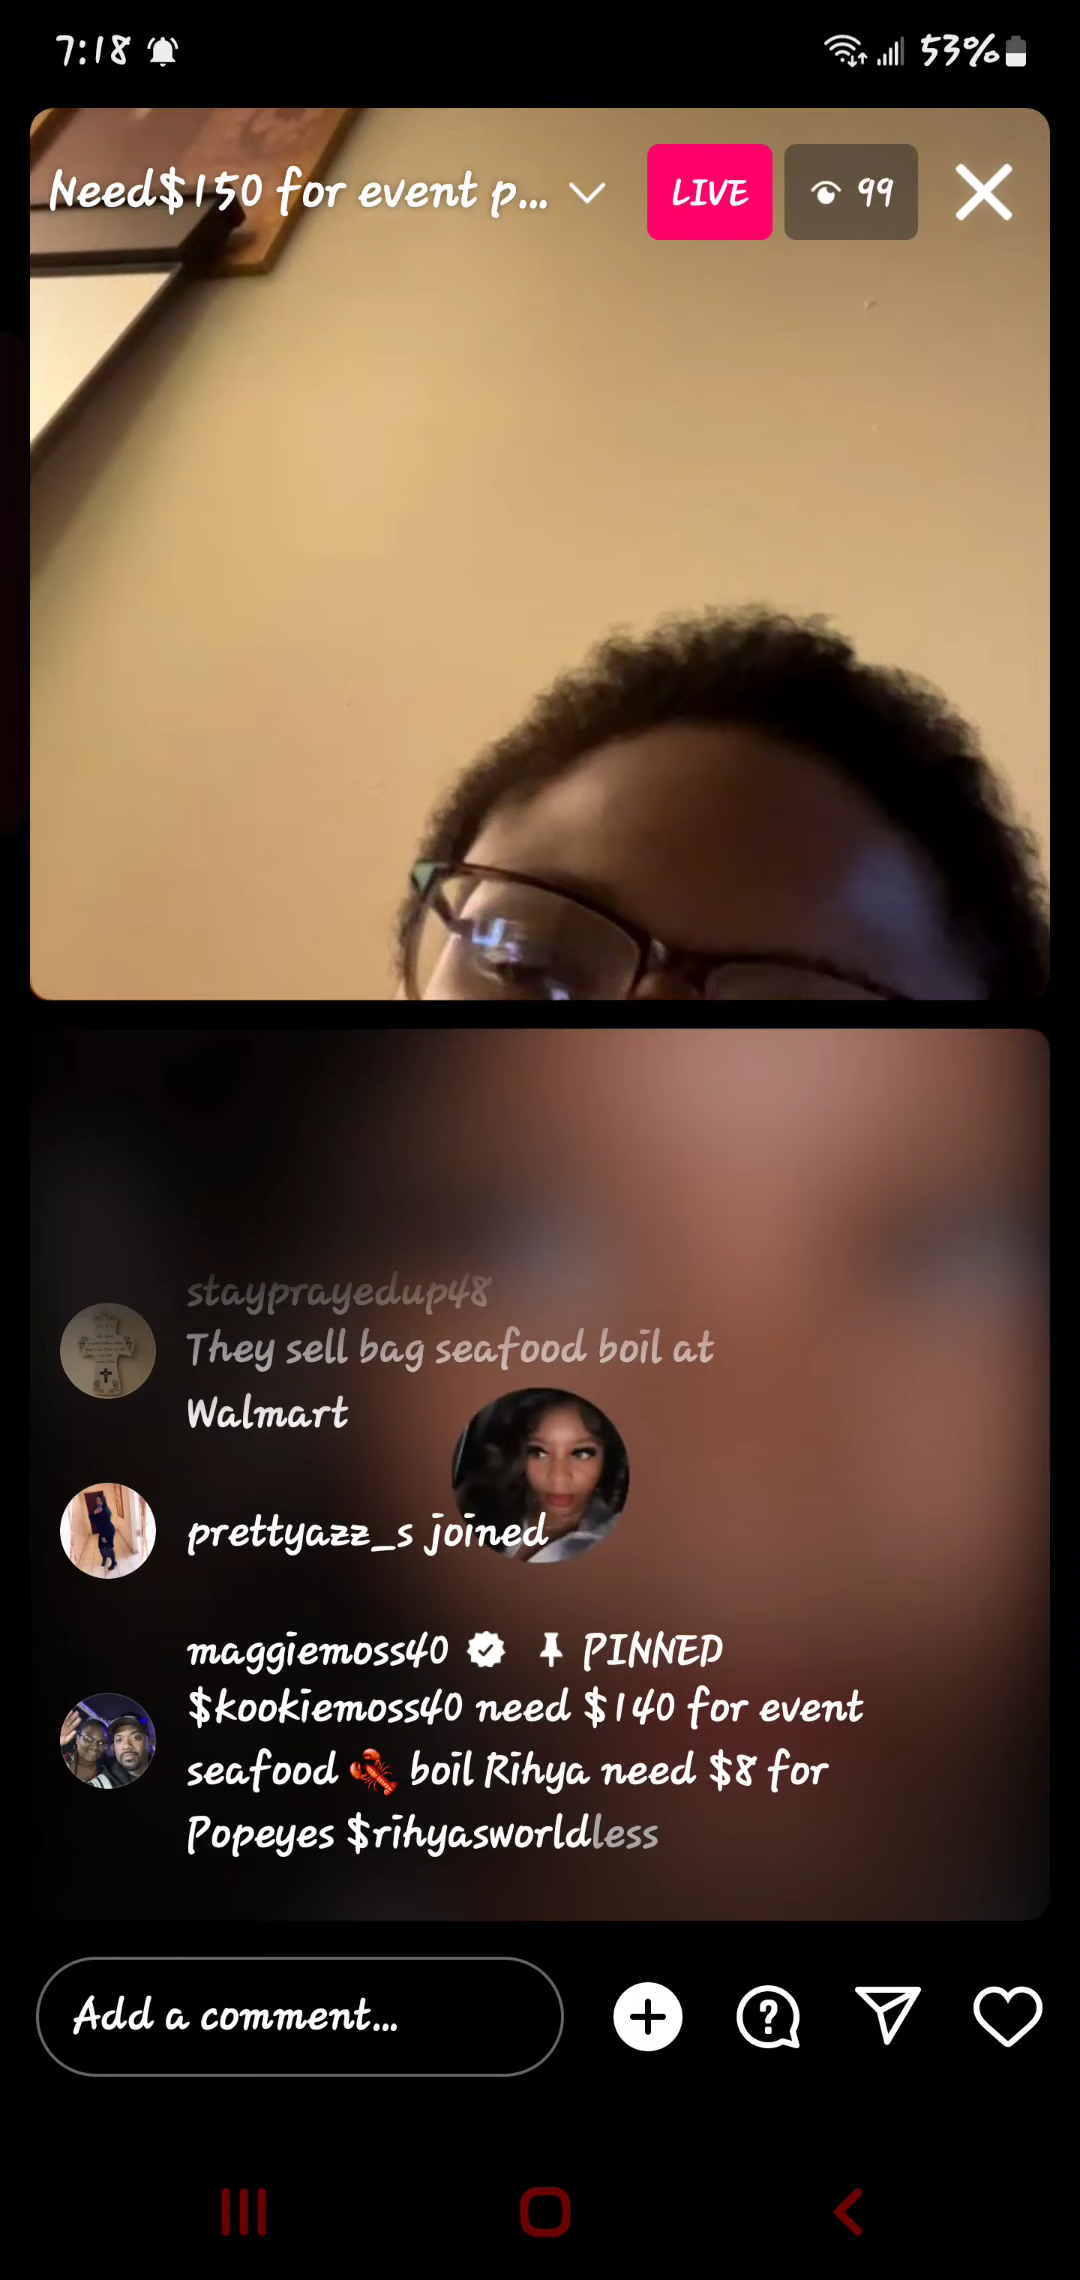 7:18 53%
Need$150 for event p... LIVE 99
stayprayedup48
They sell bag seafood boil at
Walmart
prettyazz_s joined
maggiemoss40 PINNED
$kookiemoss40 need $140 for event
seafood 🦞 boil Rihya need $8 for
Popeyes $rihyasworldless
Add a comment...